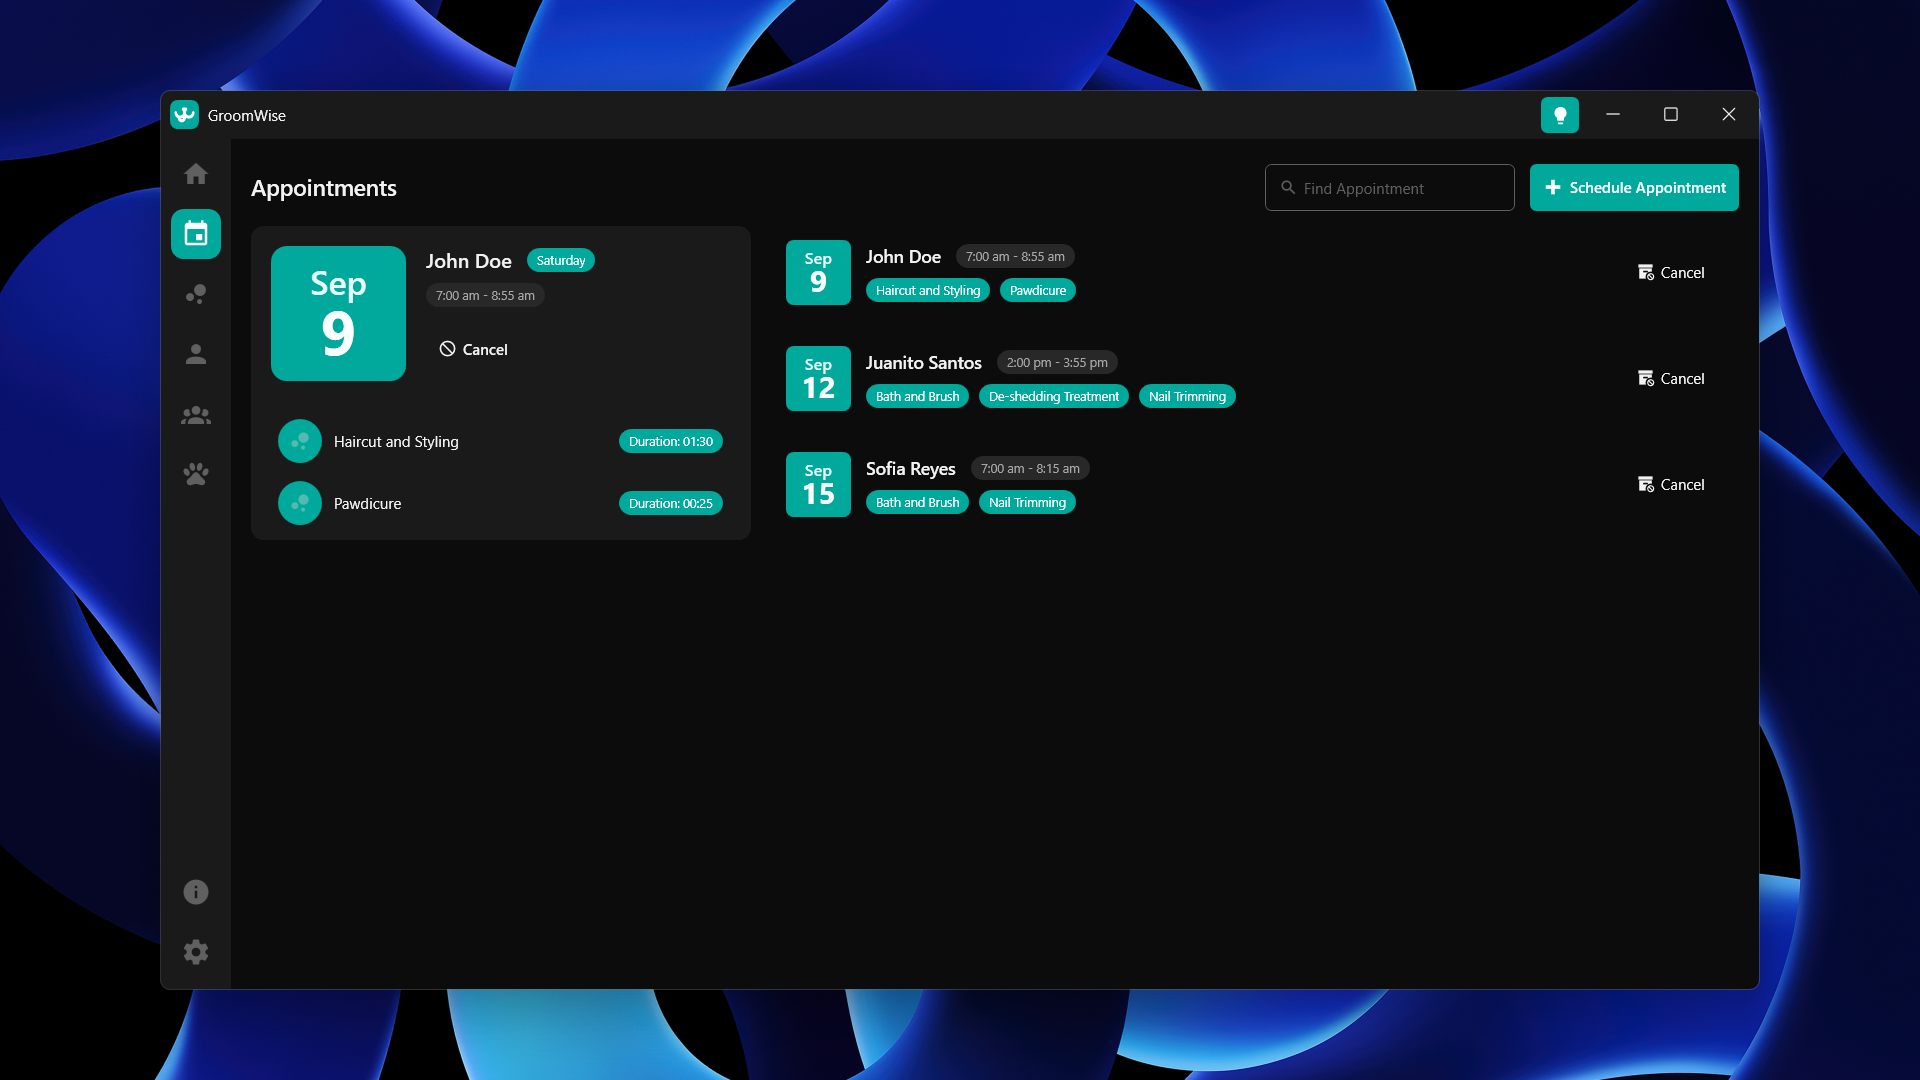 GroomWise
Appointments
Find Appointment
Schedule Appointment
Sep
9
John Doe
Saturday
7:00 am - 8:55 am
Cancel
Haircut and Styling
Duration: 01:30
Pawdicure
Duration: 00:25
Sep
9
John Doe
7:00 am - 8:55 am
Haircut and Styling
Pawdicure
Cancel
Sep
12
Juanito Santos
2:00 pm - 3:55 pm
Bath and Brush
De-shedding Treatment
Nail Trimming
Cancel
Sep
15
Sofia Reyes
7:00 am - 8:15 am
Bath and Brush
Nail Trimming
Cancel